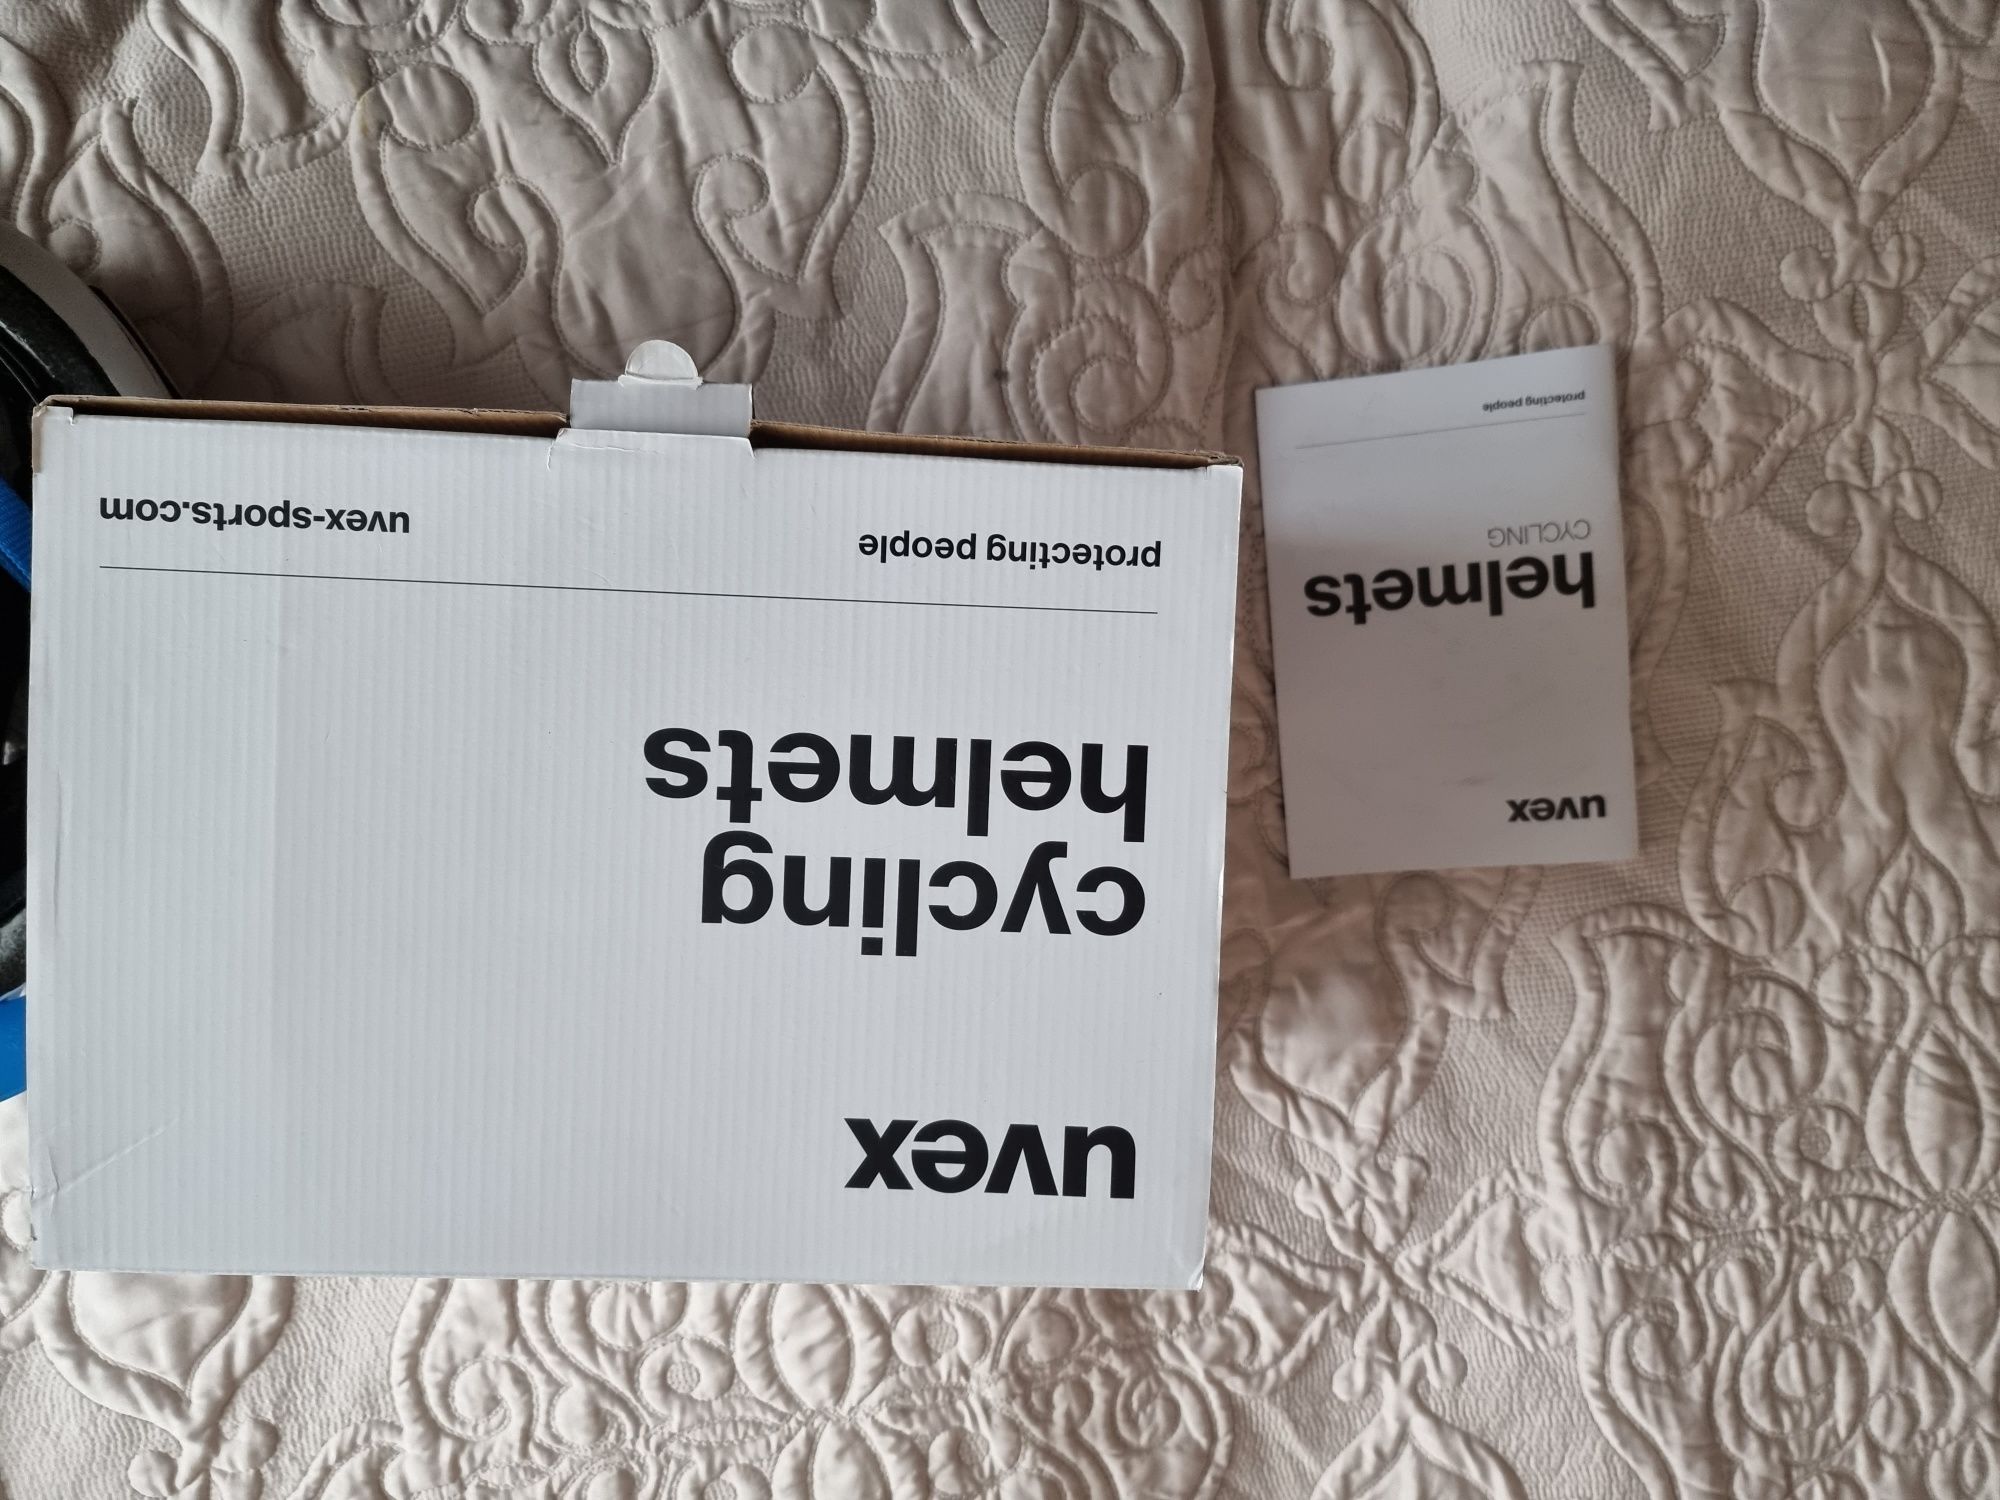 uvex
cycling
helmets
protecting people
uvex-sports.com
uvex
helmets
CYCLING
protecting people